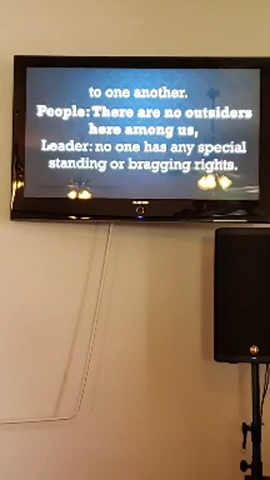 to one another.
People: There are no outsiders
here among us,
Leader: no one has any special
standing or bragging rights.